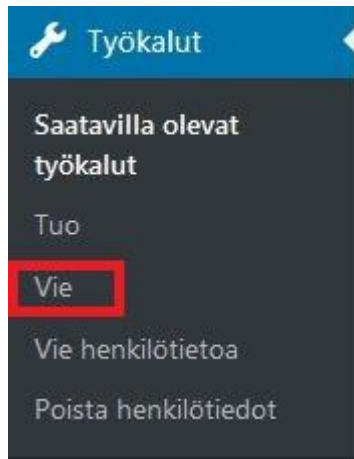 Työkalut
Saatavilla olevat
työkalut
Tuo
Vie
Vie henkilötietoa
Poista henkilötiedot